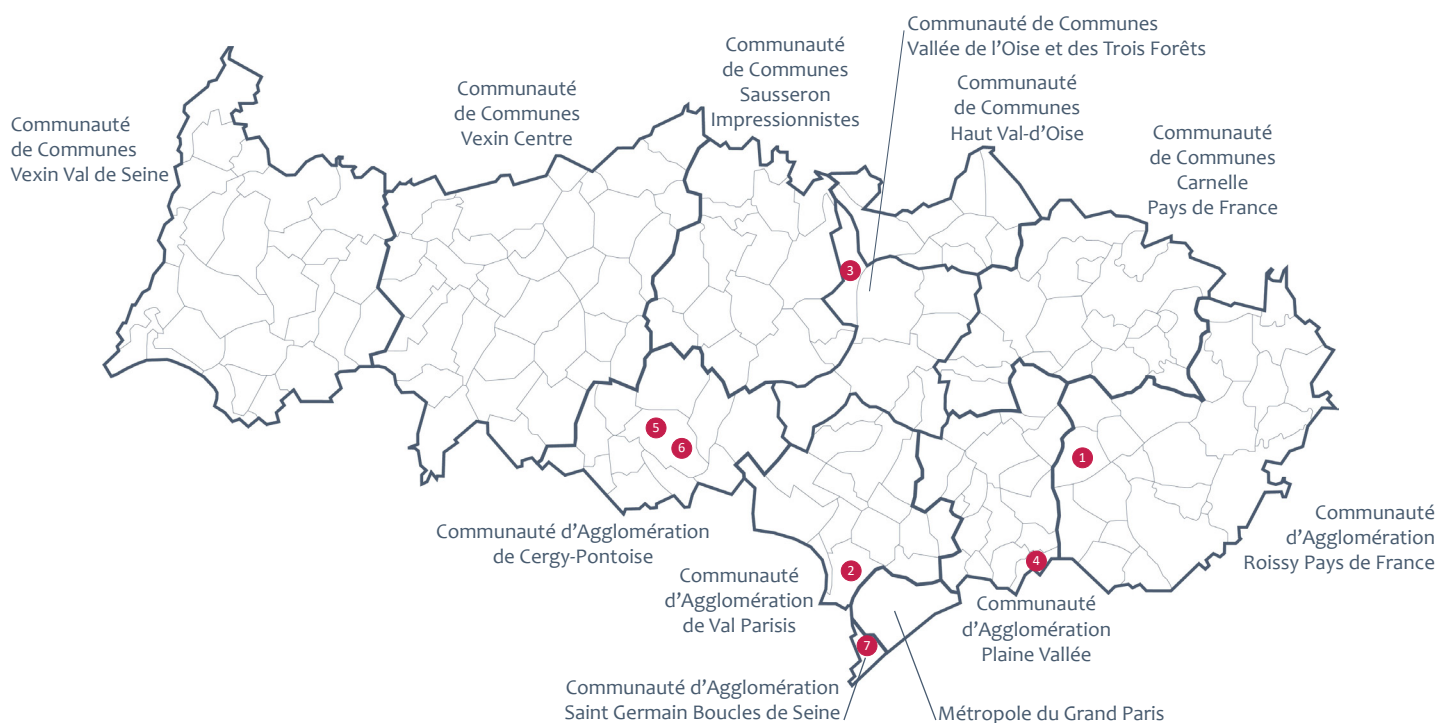 Communauté de Communes
Vallée de l'Oise et des Trois Forêts
Communauté
de Communes
Sausseron
Impressionnistes
Communauté
de Communes
Haut Val-d'Oise
Communauté
de Communes
Vexin Centre
Communauté
de Communes
Vexin Val de Seine
Communauté
de Communes
Carnelle
Pays de France
3
5
6
1
2
4
7
Communauté d'Agglomération
de Cergy-Pontoise
Communauté
d'Agglomération
Roissy Pays de France
Communauté
d'Agglomération
de Val Parisis
Communauté
d'Agglomération
Plaine Vallée
Communauté d'Agglomération
Saint Germain Boucles de Seine
Métropole du Grand Paris